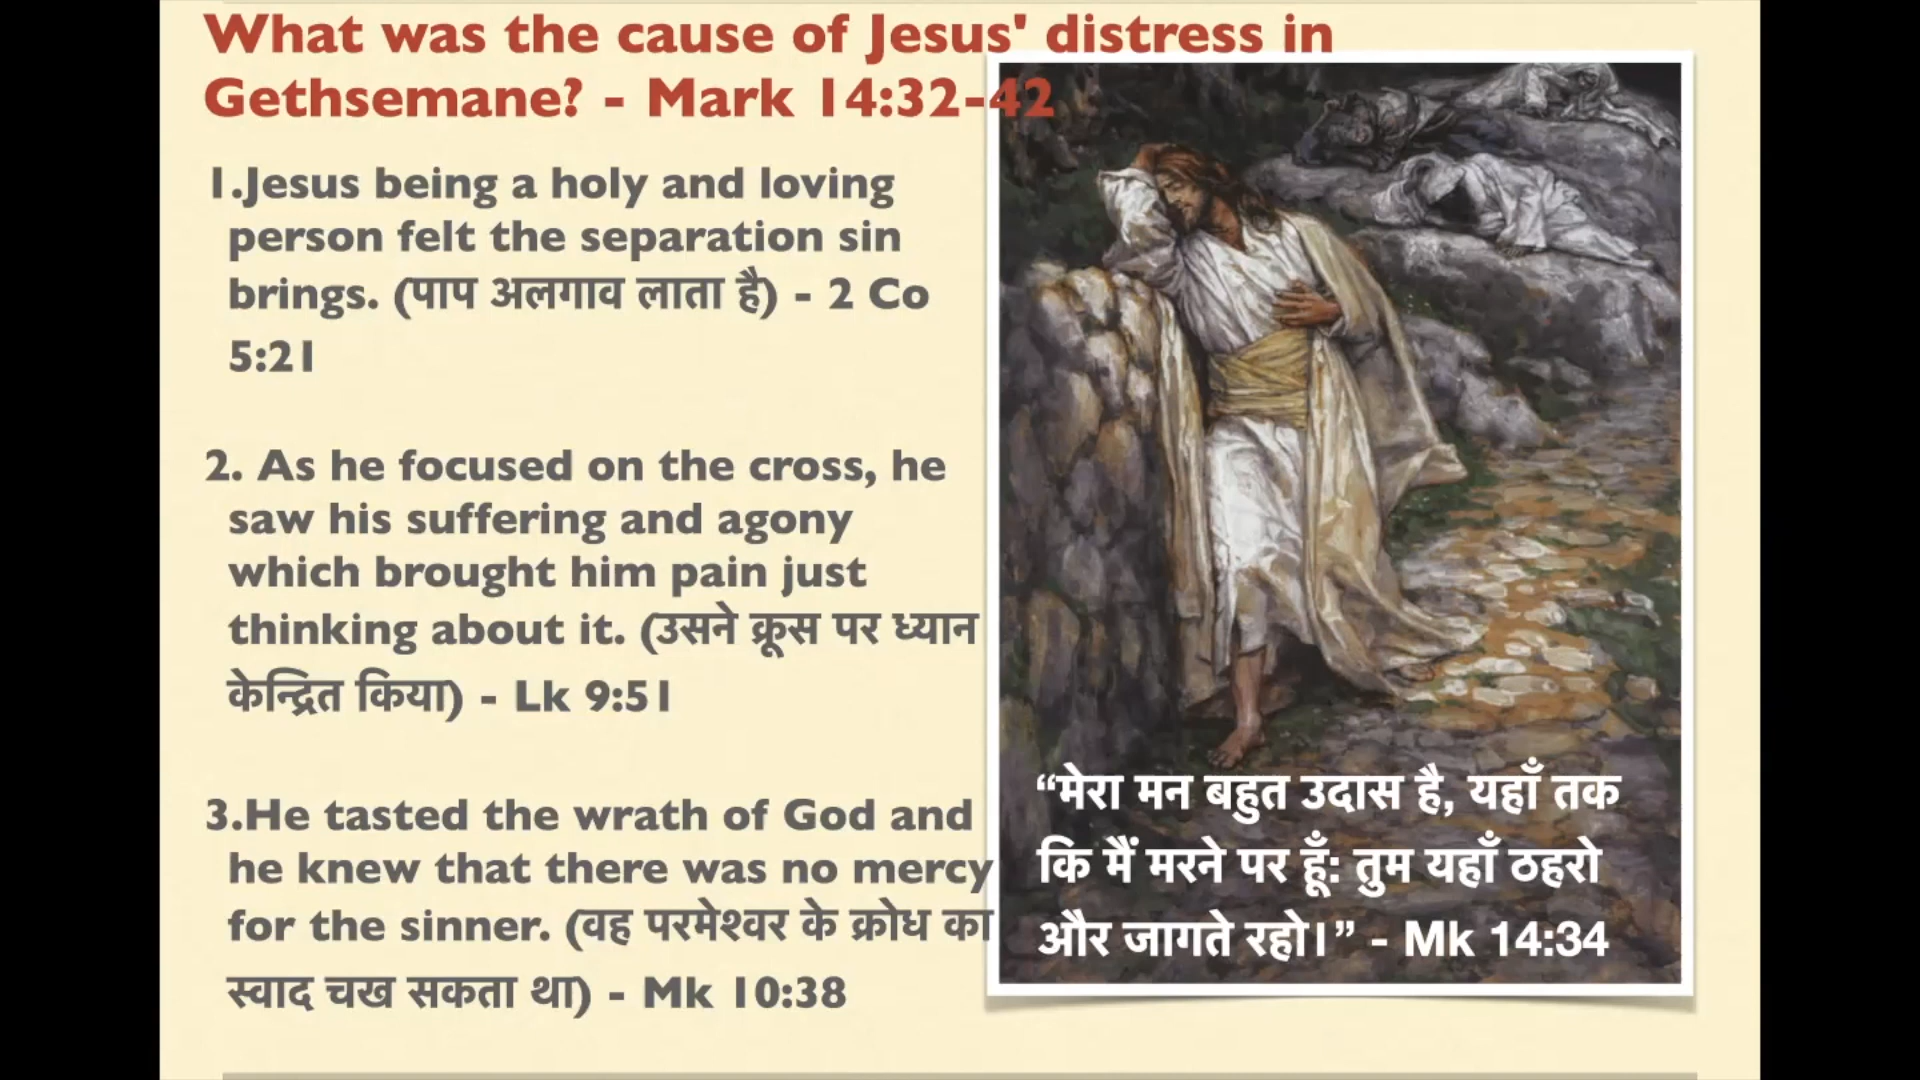 What was the cause of Jesus' distress in
Gethsemane? - Mark 14:32-42
1.Jesus being a holy and loving
person felt the separation sin
brings. (पाप अलगाव लाता है) - 2 Co
5:21
2. As he focused on the cross, he
saw his suffering and agony
which brought him pain just
thinking about it. (उसने क्रूस पर ध्यान
केन्द्रित किया) - Lk 9:51
3.He tasted the wrath of God and
he knew that there was no mercy
for the sinner. (वह परमेश्वर के क्रोध का
स्वाद चख सकता था) - Mk 10:38
“मेरा मन बहुत उदास है, यहाँ तक
कि मैं मरने पर हूँ: तुम यहाँ ठहरो
और जागते रहो।” - Mk 14:34